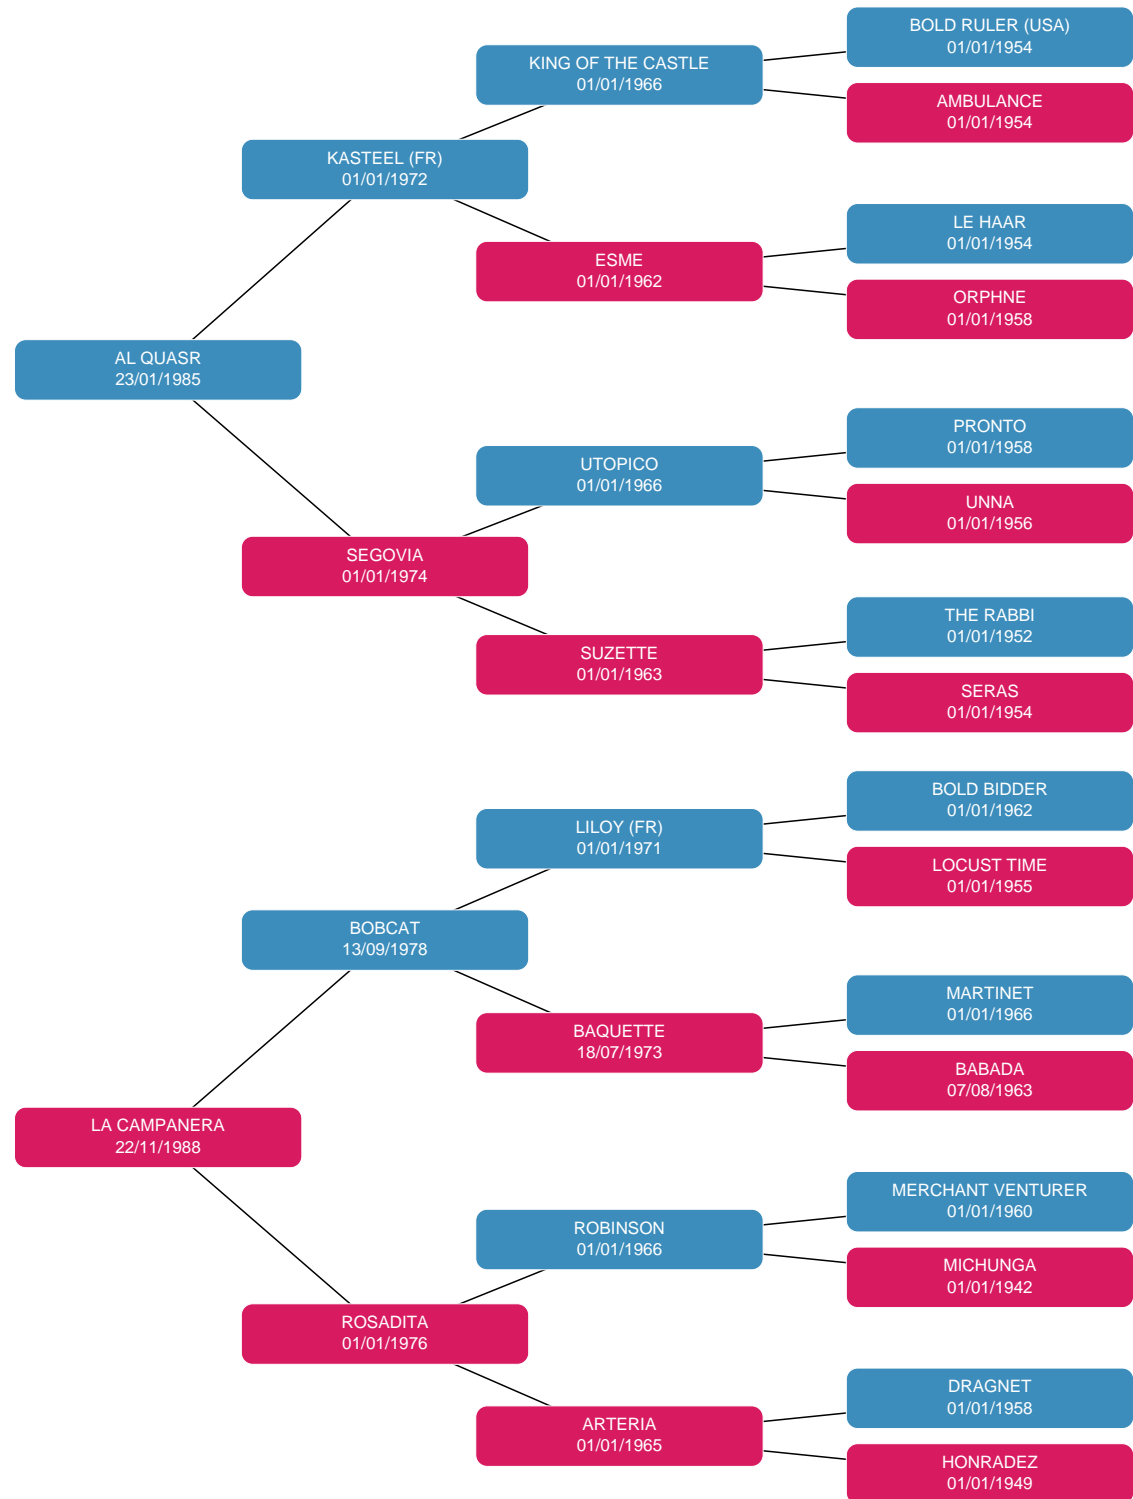 BOLD RULER (USA)
01/01/1954
KING OF THE CASTLE
01/01/1966
AMBULANCE
01/01/1954
KASTEEL (FR)
01/01/1972
LE HAAR
01/01/1954
ESME
01/01/1962
ORPHNE
01/01/1958
AL QUASR
23/01/1985
PRONTO
01/01/1958
UTOPICO
01/01/1966
UNNA
01/01/1956
SEGOVIA
01/01/1974
THE RABBI
01/01/1952
SUZETTE
01/01/1963
SERAS
01/01/1954
BOLD BIDDER
01/01/1962
LILOY (FR)
01/01/1971
LOCUST TIME
01/01/1955
BOBCAT
13/09/1978
MARTINET
01/01/1966
BAQUETTE
18/07/1973
BABADA
07/08/1963
LA CAMPANERA
22/11/1988
MERCHANT VENTURER
01/01/1960
ROBINSON
01/01/1966
MICHUNGA
01/01/1942
ROSADITA
01/01/1976
DRAGNET
01/01/1958
ARTERIA
01/01/1965
HONRADEZ
01/01/1949